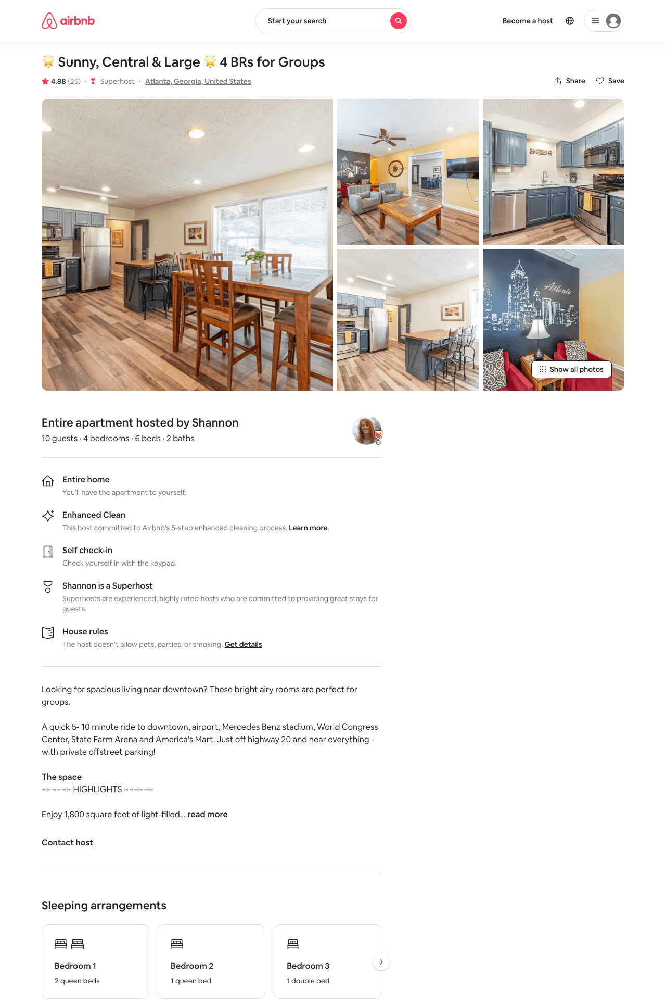 airbnb
Start your search
Become a host
🌟 Sunny, Central & Large 🌟 4 BRs for Groups
4.88 (25) · Superhost · Atlanta, Georgia, United States
Share
Save
Atlanta
Atlanta
Show all photos
Entire apartment hosted by Shannon
10 guests · 4 bedrooms · 6 beds · 2 baths
Entire home
You’ll have the apartment to yourself.
Enhanced Clean
This host committed to Airbnb's 5-step enhanced cleaning process. Learn more
Self check-in
Check yourself in with the keypad.
Shannon is a Superhost
Superhosts are experienced, highly rated hosts who are committed to providing great stays for
guests.
House rules
The host doesn’t allow pets, parties, or smoking. Get details
Looking for spacious living near downtown? These bright airy rooms are perfect for
groups.
A quick 5- 10 minute ride to downtown, airport, Mercedes Benz stadium, World Congress
Center, State Farm Arena and America's Mart. Just off highway 20 and near everything -
with private offstreet parking!
The space
====== HIGHLIGHTS ======
Enjoy 1,800 square feet of light-filled... read more
Contact host
Sleeping arrangements
Bedroom 1
2 queen beds
Bedroom 2
1 queen bed
Bedroom 3
1 double bed